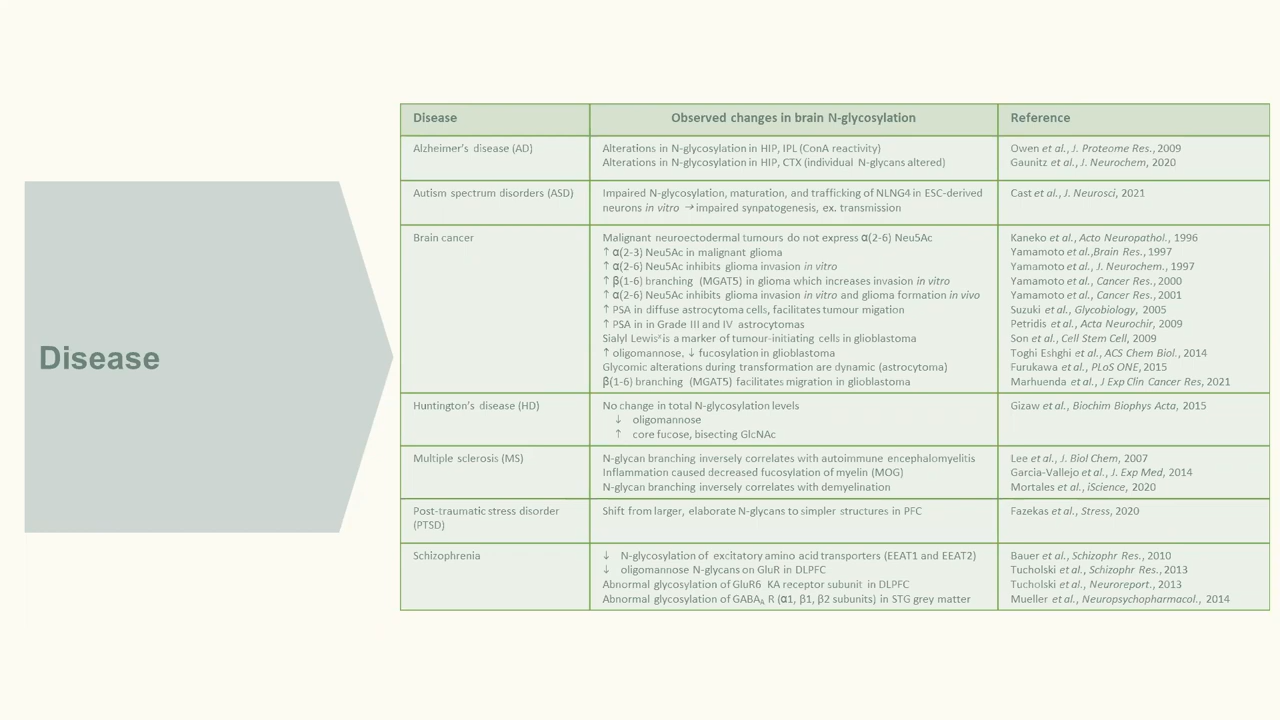 Disease
Disease Observed changes in brain N-glycosylation Reference
Alzheimer's disease (AD)
Alterations in N-glycosylation in HIP, IPL (ConA reactivity)
Alterations in N-glycosylation in HIP, CTX (individual N-glycans altered)
Owen et al., J. Proteome Res., 2009
Gaunitz et al., J. Neurochem, 2020
Autism spectrum disorders (ASD)
Impaired N-glycosylation, maturation, and trafficking of NLNG4 in ESC-derived
neurons in vitro → impaired synpatogenesis, ex. transmission
Cast et al., J. Neurosci, 2021
Brain cancer
Malignant neuroectodermal tumours do not express α(2-6) Neu5Ac
↑ α(2-3) Neu5Ac in malignant glioma
↑ α(2-6) Neu5Ac inhibits glioma invasion in vitro
↑ β(1-6) branching (MGAT5) in glioma which increases invasion in vitro
↑ α(2-6) Neu5Ac inhibits glioma invasion in vitro and glioma formation in vivo
↑ PSA in diffuse astrocytoma cells, facilitates tumour migation
↑ PSA in in Grade III and IV astrocytomas
Sialyl Lewisˣ is a marker of tumour-initiating cells in glioblastoma
↑ oligomannose, ↓ fucosylation in glioblastoma
Glycomic alterations during transformation are dynamic (astrocytoma)
β(1-6) branching (MGAT5) facilitates migration in glioblastoma
Kaneko et al., Acto Neuropathol., 1996
Yamamoto et al.,Brain Res., 1997
Yamamoto et al., J. Neurochem., 1997
Yamamoto et al., Cancer Res., 2000
Yamamoto et al., Cancer Res., 2001
Suzuki et al., Glycobiology, 2005
Petridis et al., Acta Neurochir, 2009
Son et al., Cell Stem Cell, 2009
Toghi Eshghi et al., ACS Chem Biol., 2014
Furukawa et al., PLoS ONE, 2015
Marhuenda et al., J Exp Clin Cancer Res, 2021
Huntington's disease (HD)
No change in total N-glycosylation levels
↓ oligomannose
↑ core fucose, bisecting GlcNAc
Gizaw et al., Biochim Biophys Acta, 2015
Multiple sclerosis (MS)
N-glycan branching inversely correlates with autoimmune encephalomyelitis
Inflammation caused decreased fucosylation of myelin (MOG)
N-glycan branching inversely correlates with demyelination
Lee et al., J. Biol Chem, 2007
Garcia-Vallejo et al., J. Exp Med, 2014
Mortales et al., iScience, 2020
Post-traumatic stress disorder
(PTSD)
Shift from larger, elaborate N-glycans to simpler structures in PFC
Fazekas et al., Stress, 2020
Schizophrenia
↓ N-glycosylation of excitatory amino acid transporters (EEAT1 and EEAT2)
↓ oligomannose N-glycans on GluR in DLPFC
Abnormal glycosylation of GluR6 KA receptor subunit in DLPFC
Abnormal glycosylation of GABA_A R (α1, β1, β2 subunits) in STG grey matter
Bauer et al., Schizophr Res., 2010
Tucholski et al., Schizophr Res., 2013
Tucholski et al., Neuroreport., 2013
Mueller et al., Neuropsychopharmacol., 2014